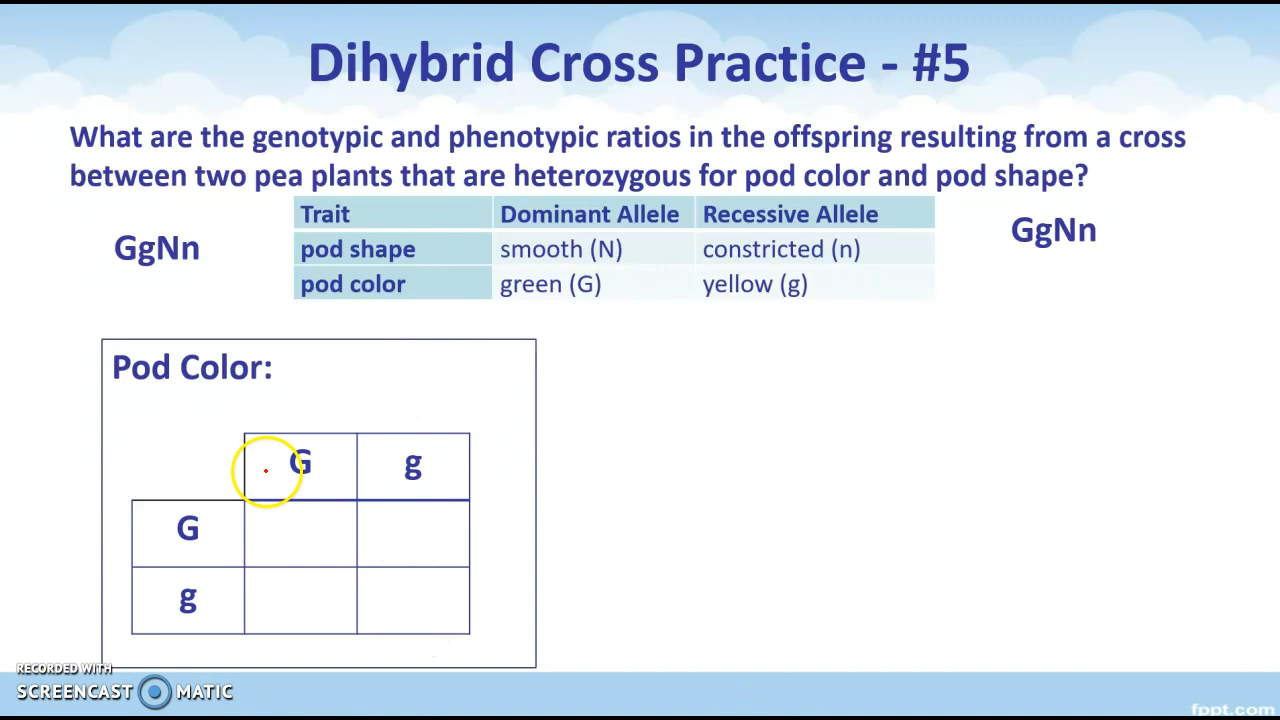 Dihybrid Cross Practice - #5
What are the genotypic and phenotypic ratios in the offspring resulting from a cross
between two pea plants that are heterozygous for pod color and pod shape?
GgNn
Trait Dominant Allele Recessive Allele
pod shape smooth (N) constricted (n)
pod color green (G) yellow (g)
GgNn
Pod Color:
G g
G
g
RECORDED WITH
SCREENCAST MATIC
fppt.com